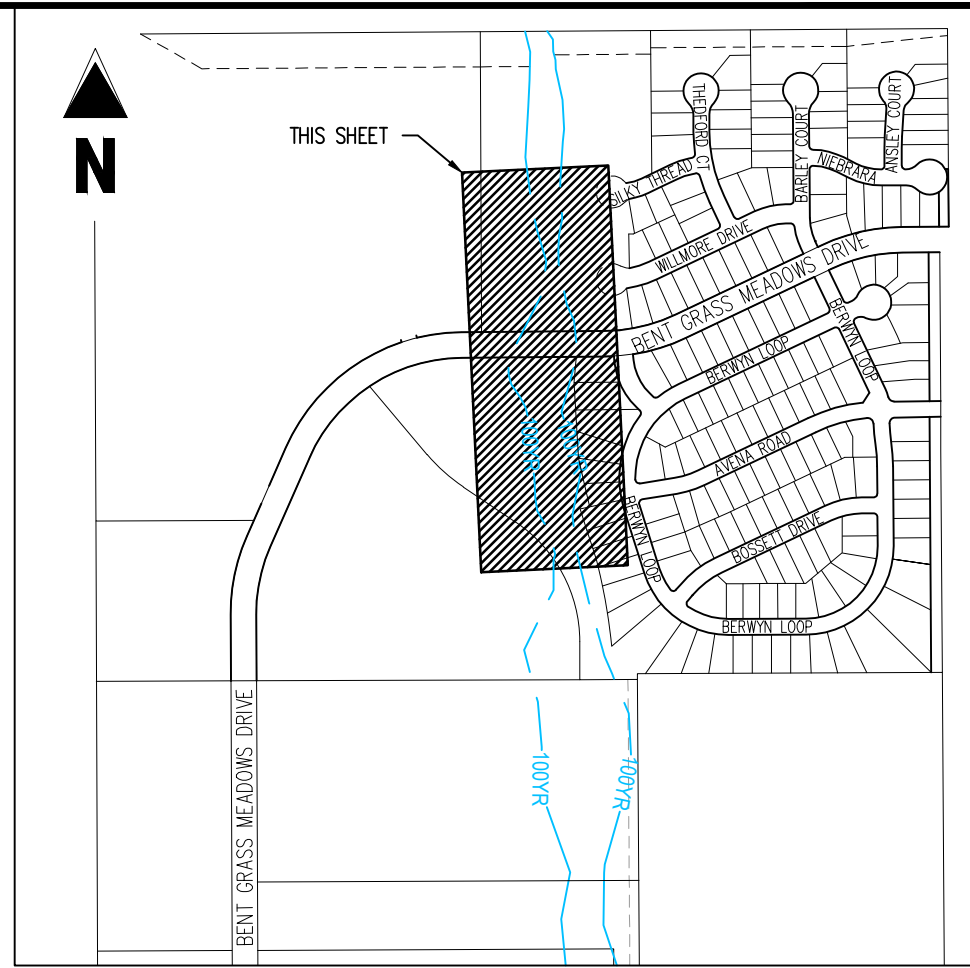 N
THIS SHEET
THEDFORD CT
BARLEY COURT
ANSLEY COURT
NIEBRARA
SILKY THREAD
WILLMORE DRIVE
BENT GRASS MEADOWS DRIVE
BERWYN LOOP
BERWYN LOOP
100YR
100YR
AVENA ROAD
BERWYN LOOP
BOSSETT DRIVE
BERWYN LOOP
BENT GRASS MEADOWS DRIVE
100YR
100YR